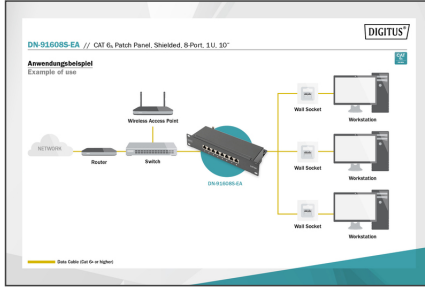 DIGITUS®
DN-91608S-EA // CAT 6A Patch Panel, Shielded, 8-Port, 1U, 10"
CAT
Anwendungsbeispiel
Example of use
Wireless Access Point
Wall Socket
Workstation
NETWORK
Router
Switch
DN-91608S-EA
Wall Socket
Workstation
Wall Socket
Workstation
Data Cable (Cat 6A or higher)